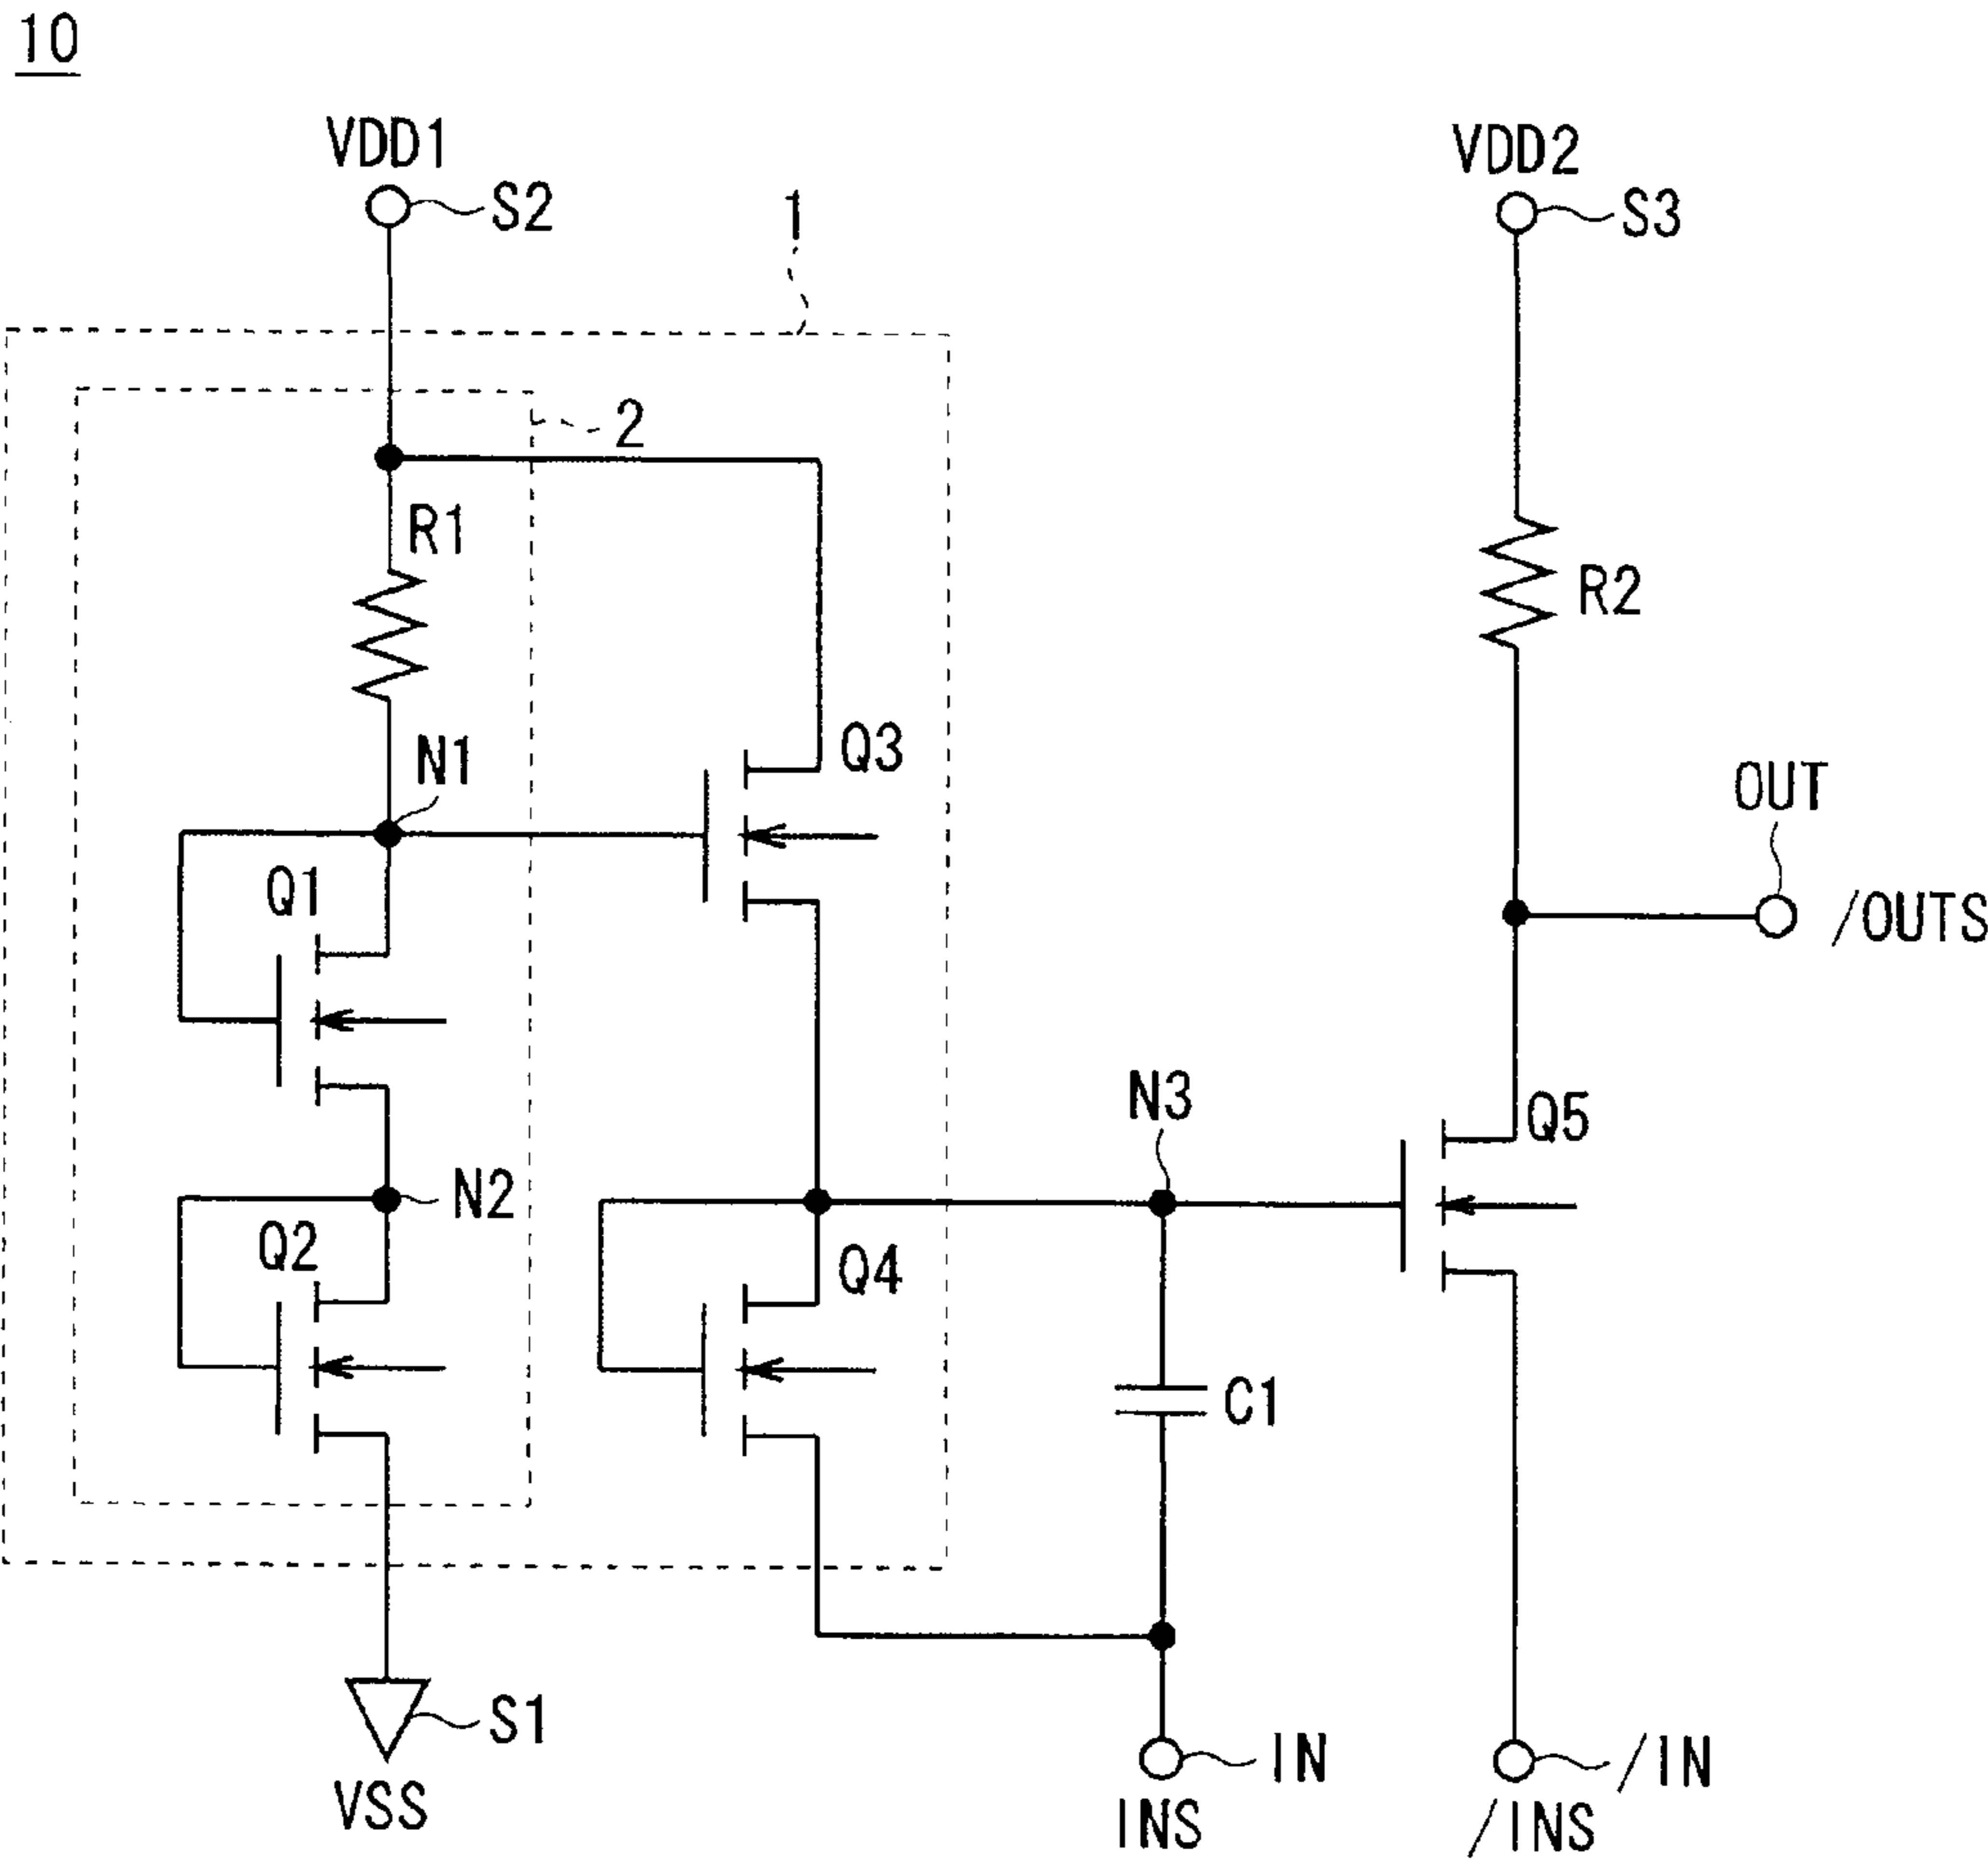 10
VDD1
S2
1
VDD2
S3
2
R1
R2
N1
Q3
OUT
Q1
/OUTS
N3
Q5
N2
Q2
Q4
C1
S1
IN
/IN
VSS
INS
/INS